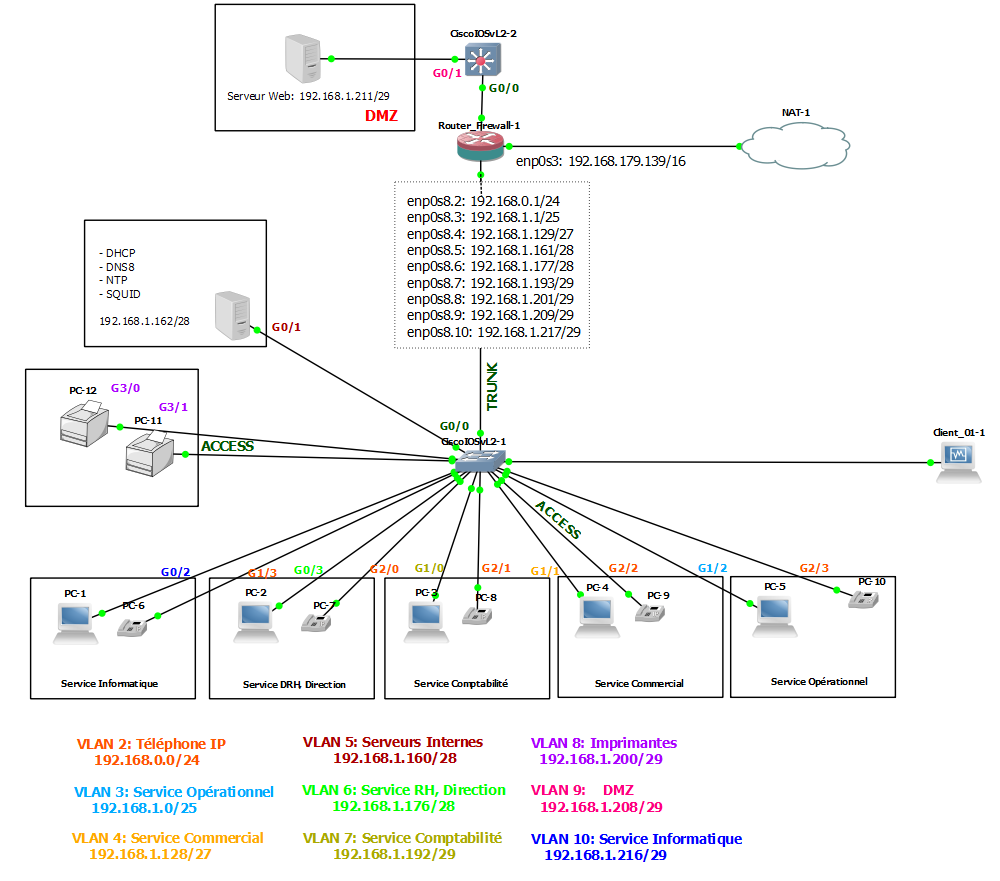 CiscoIOSvL2-2
G0/1
G0/0
Serveur Web: 192.168.1.211/29
DMZ
Router_Firewall-1
NAT-1
enp0s3: 192.168.179.139/16
enp0s8.2: 192.168.0.1/24
enp0s8.3: 192.168.1.1/25
enp0s8.4: 192.168.1.129/27
enp0s8.5: 192.168.1.161/28
enp0s8.6: 192.168.1.177/28
enp0s8.7: 192.168.1.193/29
enp0s8.8: 192.168.1.201/29
enp0s8.9: 192.168.1.209/29
enp0s8.10: 192.168.1.217/29
- DHCP
- DNS8
- NTP
- SQUID
192.168.1.162/28
G0/1
TRUNK
PC-12
G3/0
G3/1
PC-11
ACCESS
G0/0
CiscoIOSvL2-1
Client_01-1
ACCESS
G0/2
G1/3
G0/3
G2/0
G1/0
G2/1
G1/1
G2/2
G1/2
G2/3
PC-1
PC-6
Service Informatique
PC-2
PC-7
Service DRH, Direction
PC-3
PC-8
Service Comptabilité
PC-4
PC-9
Service Commercial
PC-5
PC-10
Service Opérationnel
VLAN 2: Téléphone IP
192.168.0.0/24
VLAN 3: Service Opérationnel
192.168.1.0/25
VLAN 4: Service Commercial
192.168.1.128/27
VLAN 5: Serveurs Internes
192.168.1.160/28
VLAN 6: Service RH, Direction
192.168.1.176/28
VLAN 7: Service Comptabilité
192.168.1.192/29
VLAN 8: Imprimantes
192.168.1.200/29
VLAN 9: DMZ
192.168.1.208/29
VLAN 10: Service Informatique
192.168.1.216/29